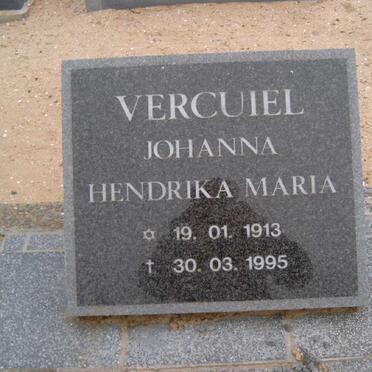 VERCUIEL
JOHANNA
HENDRIKA MARIA
✡ 19. 01. 1913
† 30. 03. 1995